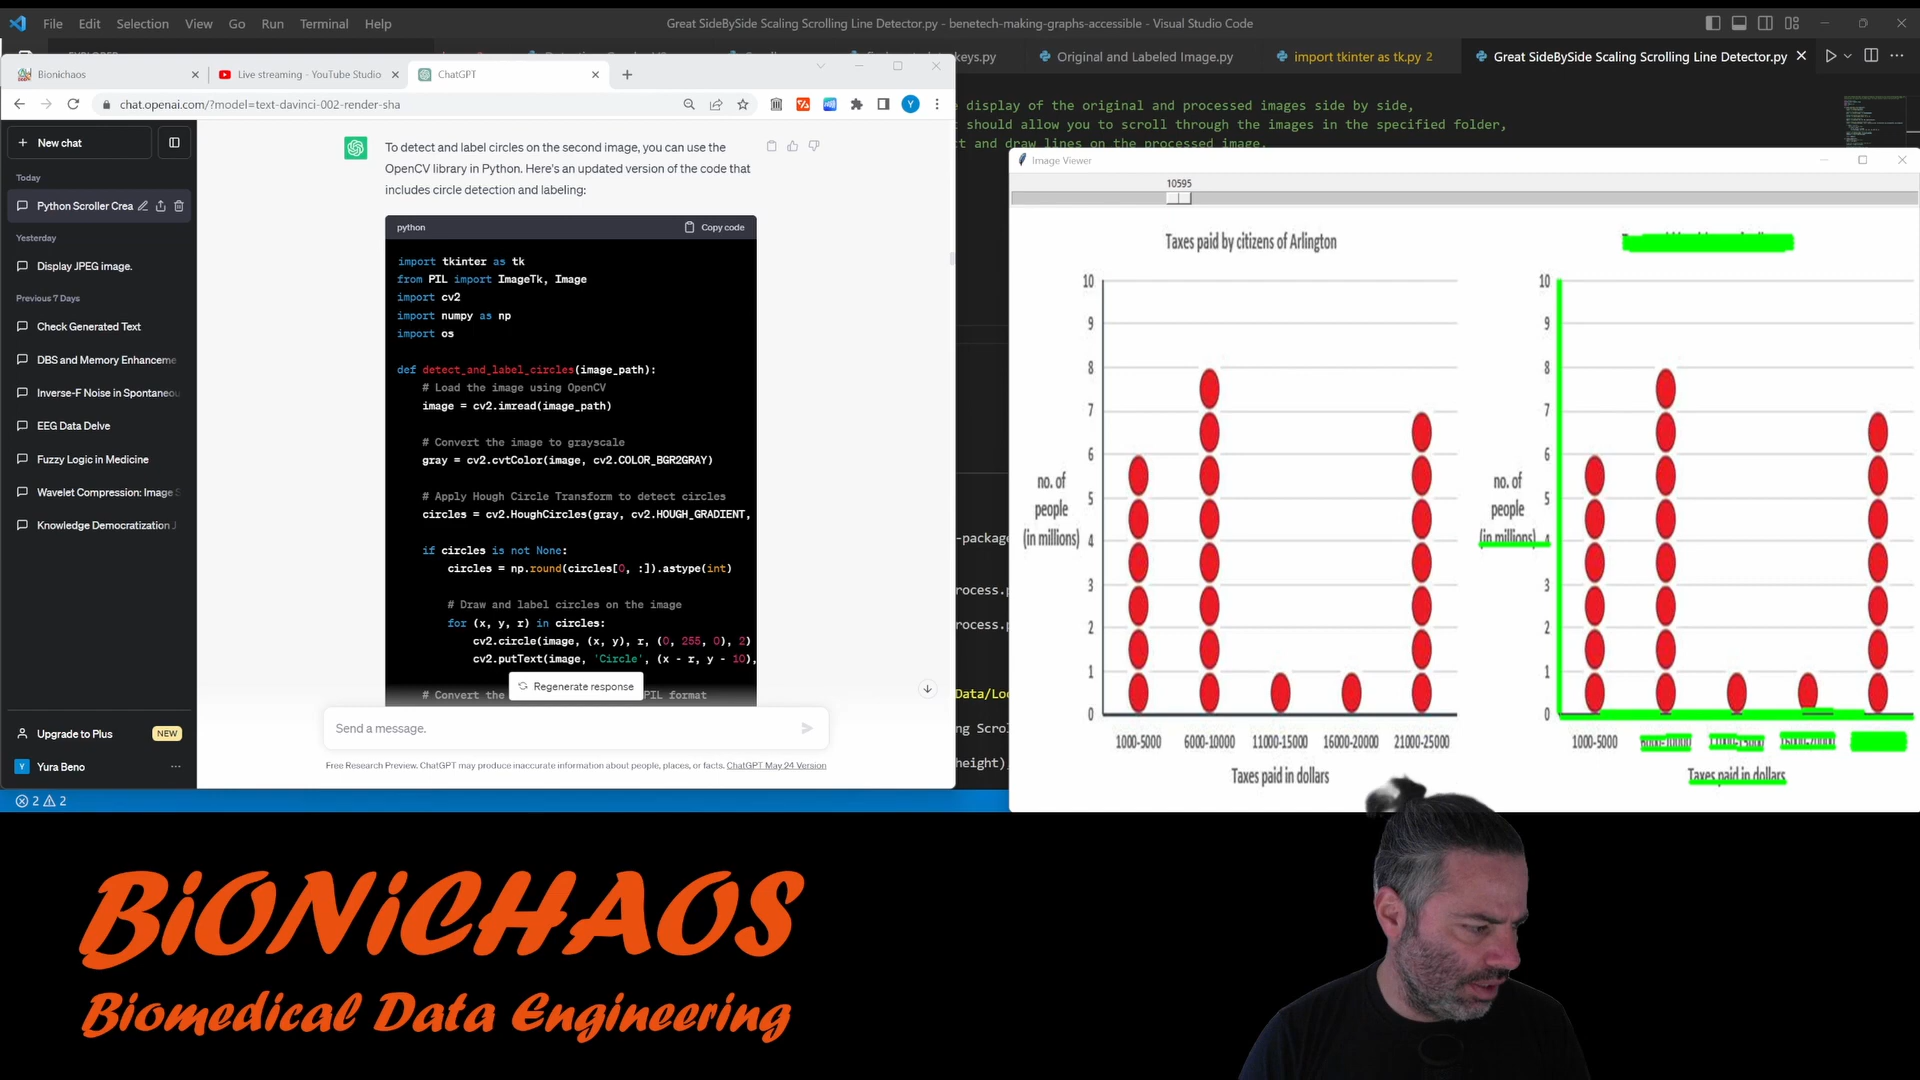 File Edit Selection View Go Run Terminal Help
Great SideBySide Scaling Scrolling Line Detector.py - benetech-making-graphs-accessible - Visual Studio Code
keys.py
Original and Labeled Image.py
import tkinter as tk.py 2
Great SideBySide Scaling Scrolling Line Detector.py
Bionichaos
Live streaming - YouTube Studio
ChatGPT
chat.openai.com/?model=text-davinci-002-render-sha
Y
New chat
Today
Python Scroller Crea
Yesterday
Display JPEG image.
Previous 7 Days
Check Generated Text
DBS and Memory Enhanceme
Inverse-F Noise in Spontaneou
EEG Data Delve
Fuzzy Logic in Medicine
Wavelet Compression: Image S
Knowledge Democratization
Upgrade to Plus NEW
Y Yura Beno ...
To detect and label circles on the second image, you can use the
OpenCV library in Python. Here's an updated version of the code that
includes circle detection and labeling:
python
Copy code
import tkinter as tk
from PIL import ImageTk, Image
import cv2
import numpy as np
import os
def detect_and_label_circles(image_path):
# Load the image using OpenCV
image = cv2.imread(image_path)
# Convert the image to grayscale
gray = cv2.cvtColor(image, cv2.COLOR_BGR2GRAY)
# Apply Hough Circle Transform to detect circles
circles = cv2.HoughCircles(gray, cv2.HOUGH_GRADIENT,
if circles is not None:
circles = np.round(circles[0, :]).astype(int)
# Draw and label circles on the image
for (x, y, r) in circles:
cv2.circle(image, (x, y), r, (0, 255, 0), 2)
cv2.putText(image, 'Circle', (x - r, y - 10),
# Convert the
PIL format
Regenerate response
Send a message.
Free Research Preview. ChatGPT may produce inaccurate information about people, places, or facts. ChatGPT May 24 Version
display of the original and processed images side by side,
should allow you to scroll through the images in the specified folder,
and draw lines on the processed image.
-packag
rocess.p
rocess.p
Data/Loc
ng Scrol
height),
2 2
Image Viewer
10595
Taxes paid by citizens of Arlington
10
9
8
7
6
5
4
3
2
1
0
no. of
people
(in millions)
1000-5000 6000-10000 11000-15000 16000-20000 21000-25000
Taxes paid in dollars
10
9
8
7
6
5
4
3
2
1
0
no. of
people
(in millions)
1000-5000
Taxes paid in dollars
BiONiCHAOS
Biomedical Data Engineering